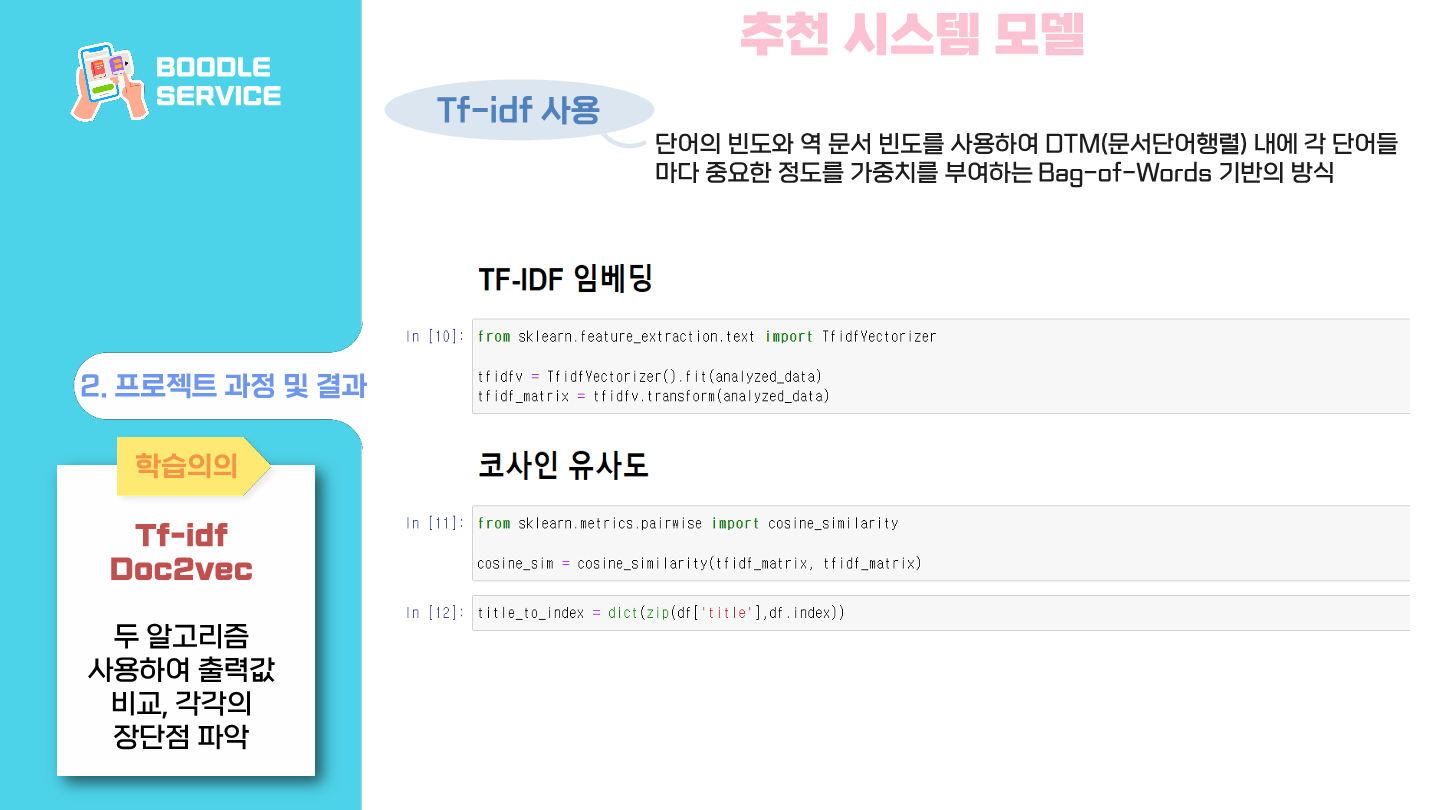 추천 시스템 모델
BOODLE
SERVICE
Tf-idf 사용
단어의 빈도와 역 문서 빈도를 사용하여 DTM(문서단어행렬) 내에 각 단어들
마다 중요한 정도를 가중치를 부여하는 Bag-of-Words 기반의 방식
TF-IDF 임베딩
In [10]: from sklearn.feature_extraction.text import TfidfVectorizer
tfidfv = TfidfVectorizer().fit(analyzed_data)
tfidf_matrix = tfidfv.transform(analyzed_data)
코사인 유사도
In [11]: from sklearn.metrics.pairwise import cosine_similarity
cosine_sim = cosine_similarity(tfidf_matrix, tfidf_matrix)
In [12]: title_to_index = dict(zip(df['title'],df.index))
2. 프로젝트 과정 및 결과
학습의의
Tf-idf
Doc2vec
두 알고리즘
사용하여 출력값
비교, 각각의
장단점 파악